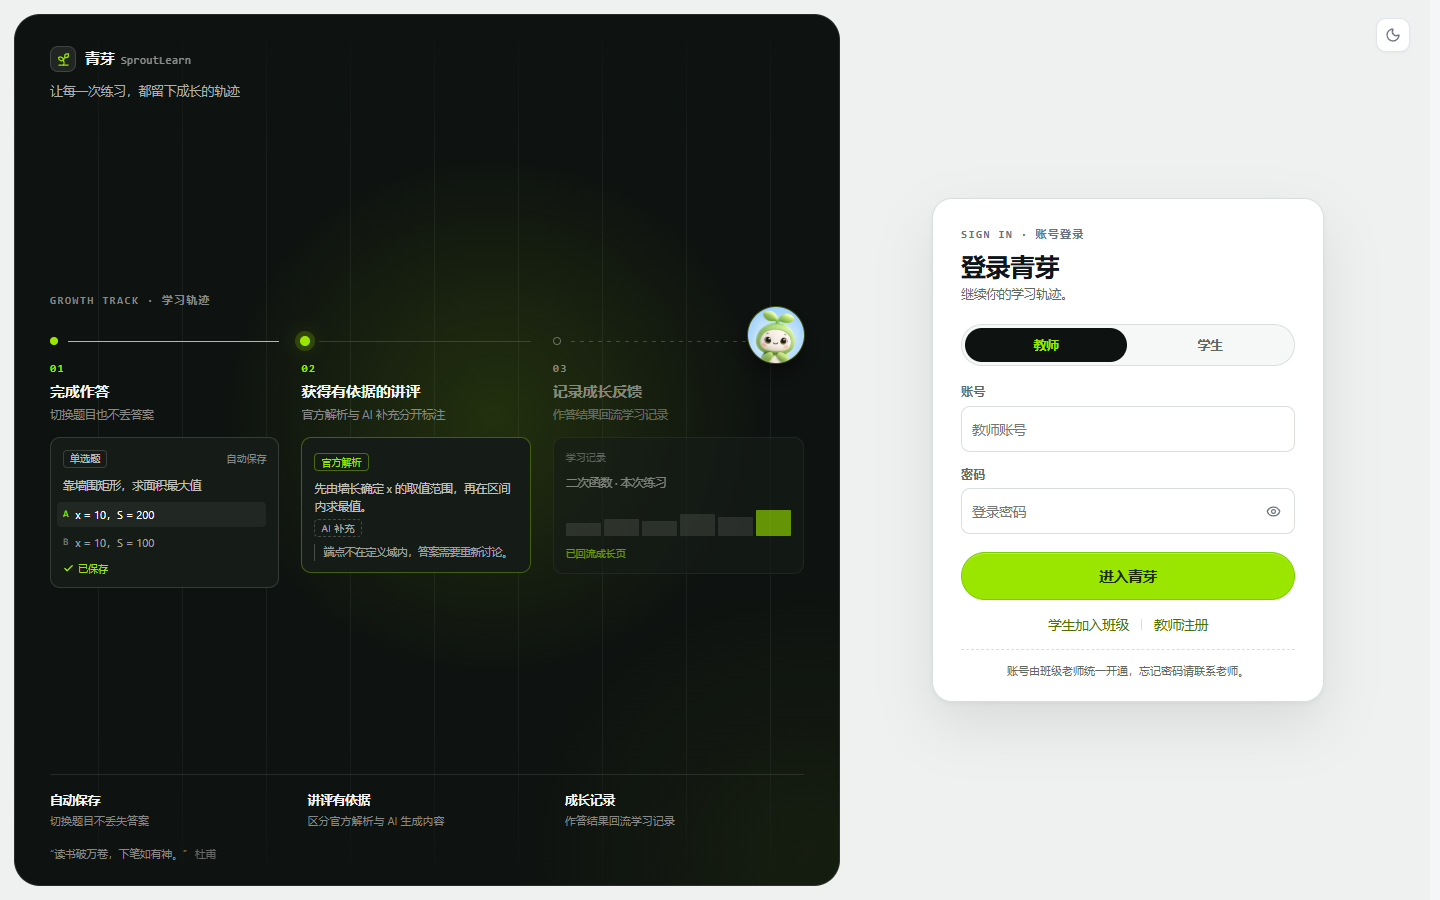 青芽 SproutLearn
让每一次练习，都留下成长的轨迹
GROWTH TRACK · 学习轨迹
01
完成作答
切换题目也不丢答案
单选题 自动保存
靠墙围矩形，求面积最大值
A x = 10，S = 200
B x = 10，S = 100
已保存
02
获得有依据的讲评
官方解析与 AI 补充分开标注
官方解析
先由墙长确定 x 的取值范围，再在区间
内求最值。
AI 补充
端点不在定义域内，答案需要重新讨论。
03
记录成长反馈
作答结果回流学习记录
学习记录
二次函数 · 本次练习
已回流成长页
自动保存
切换题目不丢失答案
讲评有依据
区分官方解析与 AI 生成内容
成长记录
作答结果回流学习记录
“读书破万卷，下笔如有神。” 杜甫
SIGN IN · 账号登录
登录青芽
继续你的学习轨迹。
教师 学生
账号
教师账号
密码
登录密码
进入青芽
学生加入班级 教师注册
账号由班级老师统一开通，忘记密码请联系老师。